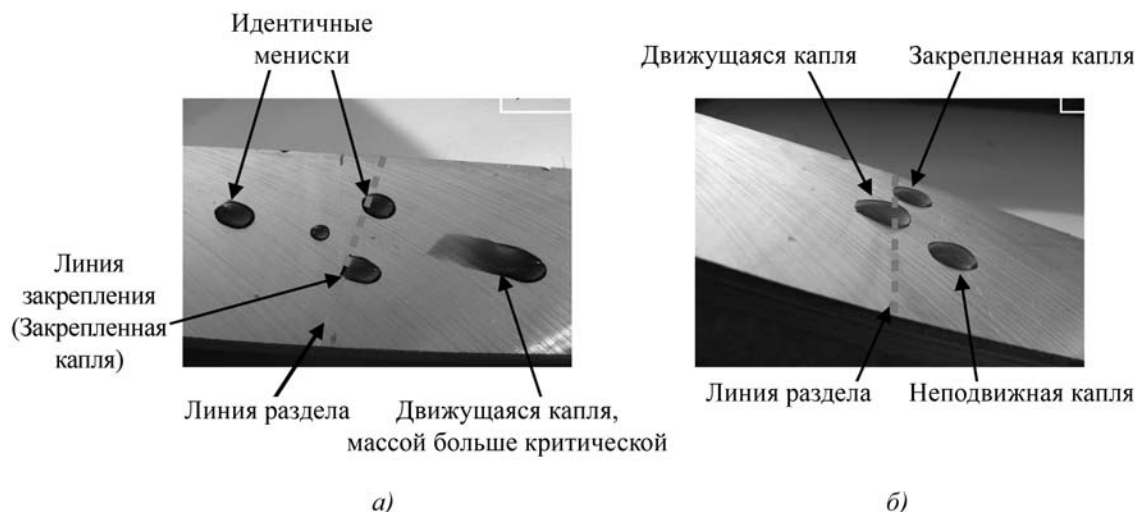 Идентичные
мениски
Линия
закрепления
(Закрепленная
капля)
Линия раздела
Движущаяся капля,
массой больше критической
а)
Движущаяся капля
Закрепленная капля
Линия раздела
Неподвижная капля
б)